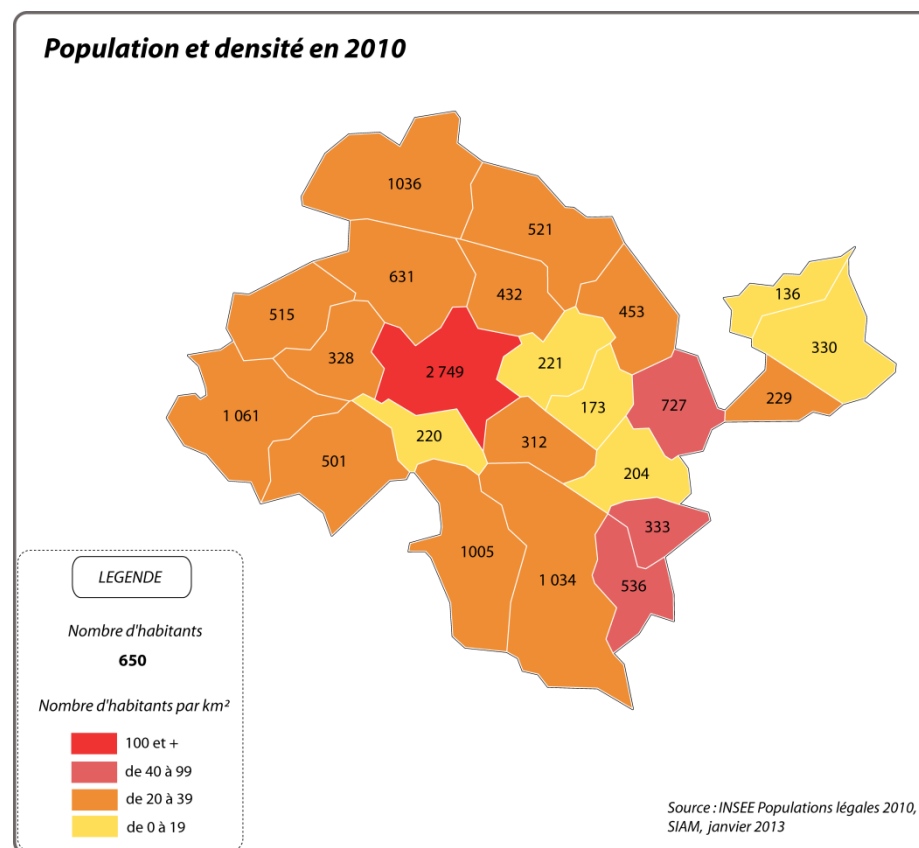 Population et densité en 2010
1036
521
631
432
136
453
515
330
328
2 749
221
229
173
727
1 061
220
312
501
204
333
1005
1 034
536
LEGENDE
Nombre d'habitants
650
Nombre d'habitants par km²
100 et +
de 40 à 99
de 20 à 39
de 0 à 19
Source : INSEE Populations légales 2010,
SIAM, janvier 2013